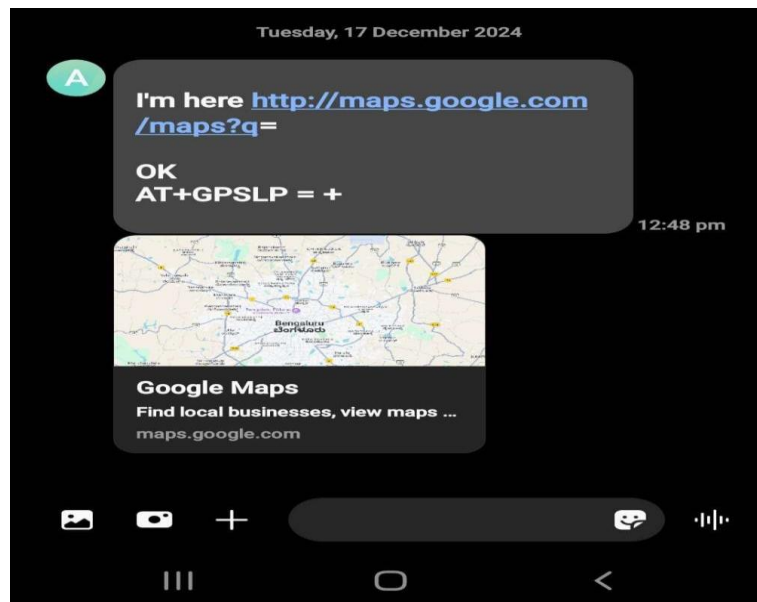 Tuesday, 17 December 2024
A
I'm here http://maps.google.com
/maps?q=
OK
AT+GPSLP = +
12:48 pm
Bengaluru
ಬೆಂಗಳೂರು
Google Maps
Find local businesses, view maps ...
maps.google.com